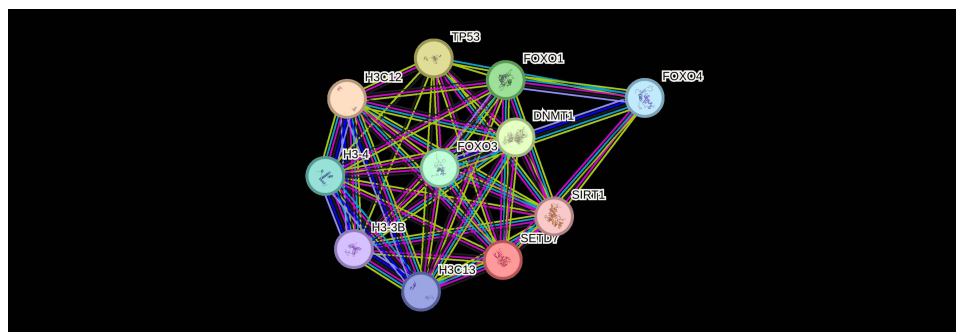 TP53
FOXO1
H3C12
FOXO4
DNMT1
FOXO3
H3-4
SIRT1
H3-3B
SETD7
H3C13